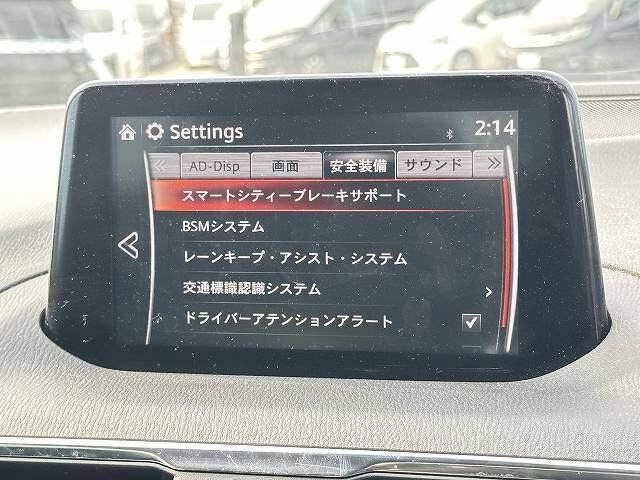 Settings
2:14
AD-Disp 画面 安全装備 サウンド
スマートシティーブレーキサポート
BSMシステム
レーンキープ・アシスト・システム
交通標識認識システム
ドライバーアテンションアラート